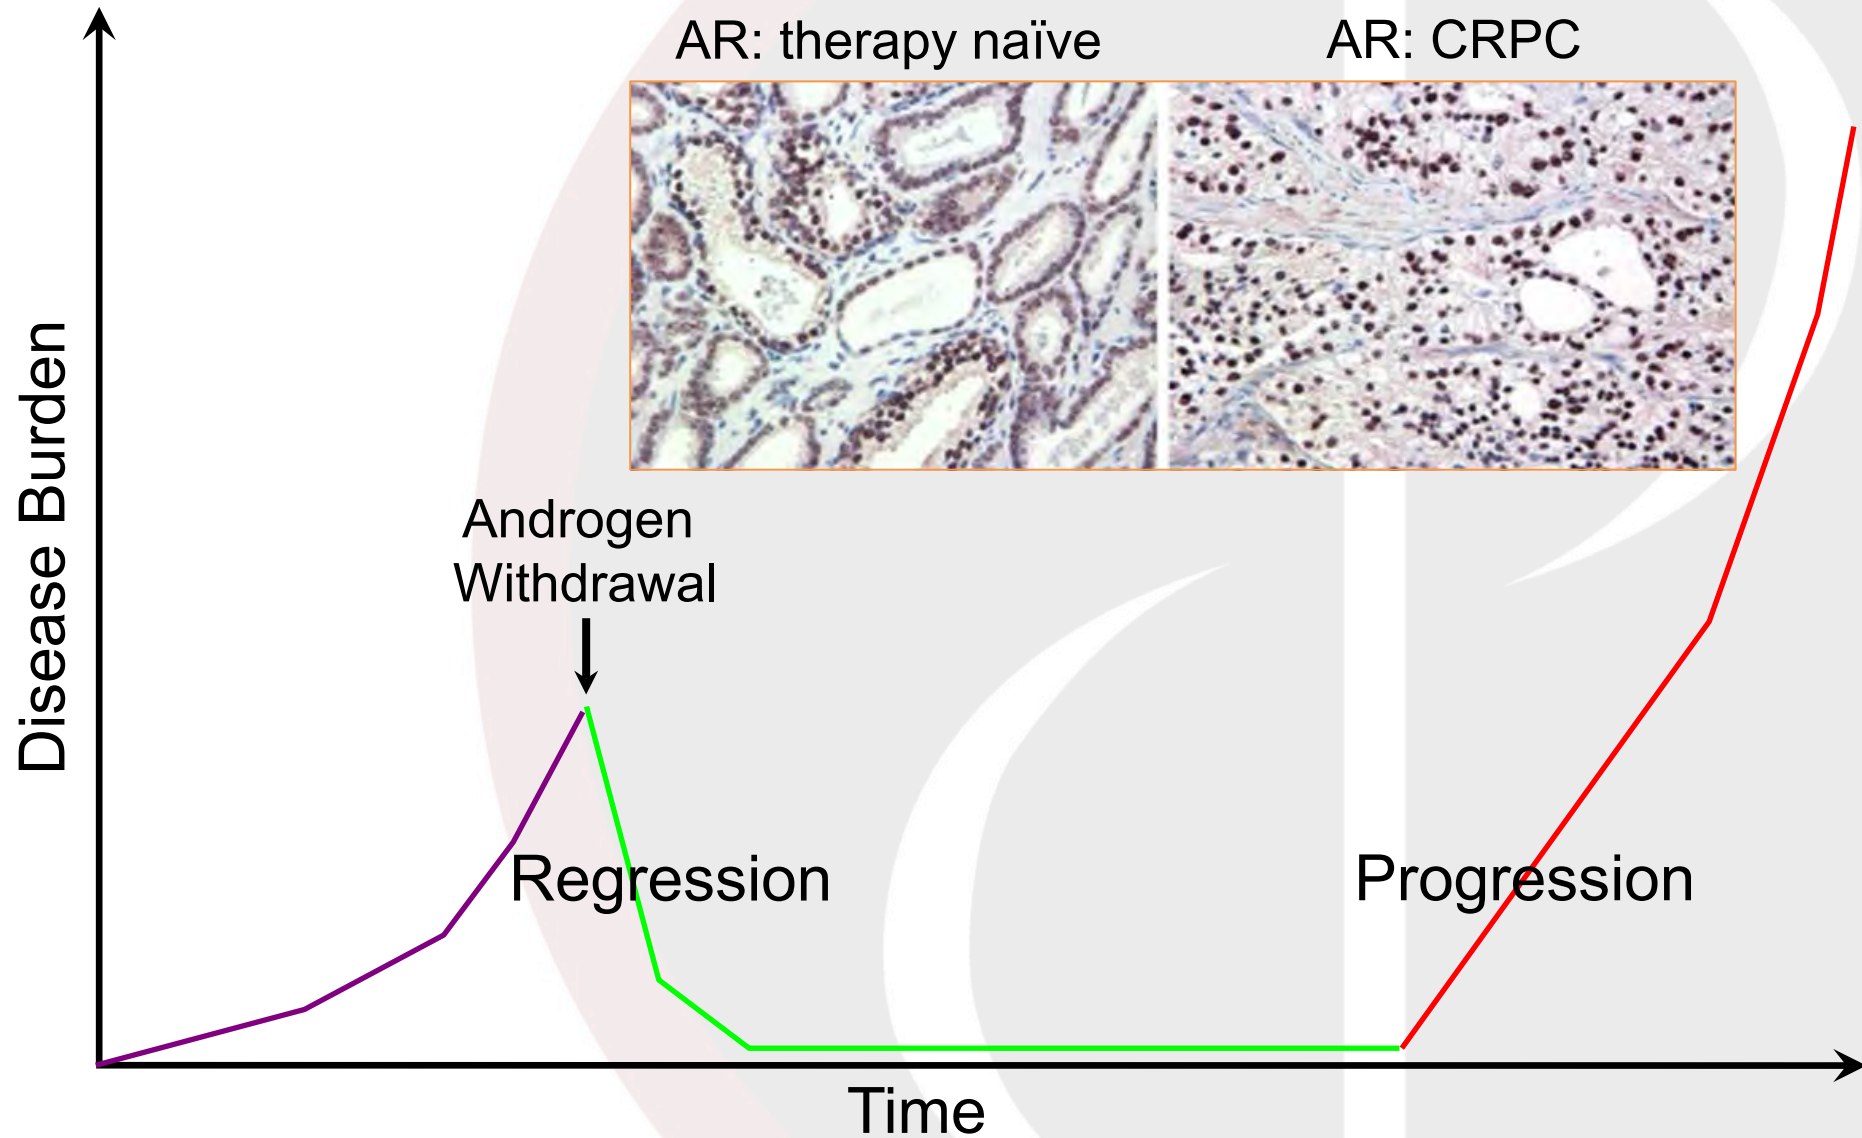 AR: therapy naïve
AR: CRPC
Disease Burden
Androgen
Withdrawal
Regression
Progression
Time